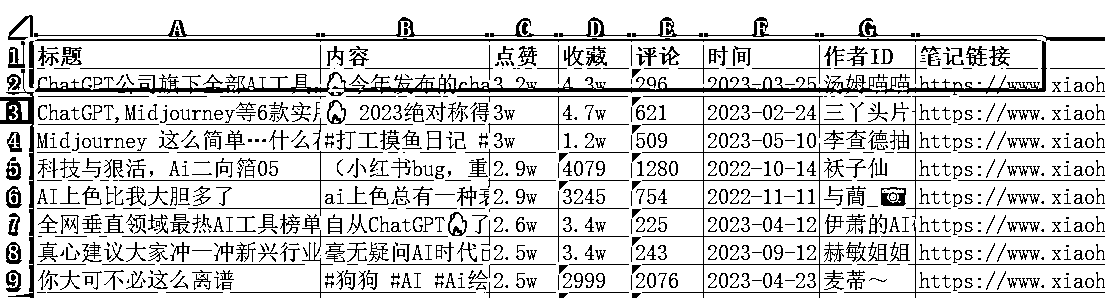 A B C D E F G
1 标题 内容 点赞 收藏 评论 时间 作者ID 笔记链接
2 ChatGPT公司旗下全部AI工具 今年发布的cha 3.2w 4.3w 296 2023-03-25 汤姆喵喵 https://www.xiaoh
3 ChatGPT,Midjourney等6款实用 2023绝对称得 3w 4.7w 621 2023-02-24 三丫头片 https://www.xiaoh
4 Midjourney 这么简单…什么 #打工摸鱼日记 # 3w 1.2w 509 2023-05-10 李查德抽 https://www.xiaoh
5 科技与狠活，Ai二向箔05 （小红书bug，重 2.9w 4079 1280 2022-10-14 袄子仙 https://www.xiaoh
6 AI上色比我大胆多了 ai上色总有一种 2.9w 3245 754 2022-11-11 与蔄_ https://www.xiaoh
7 全网垂直领域最热AI工具榜单 自从ChatGPT了 2.6w 3.4w 225 2023-04-12 伊萧的AI https://www.xiaoh
8 真心建议大家冲一冲新兴行业 毫无疑问AI时代已 2.5w 3.4w 243 2023-09-12 赫敏姐姐 https://www.xiaoh
9 你大可不必这么离谱 #狗狗 #AI #Ai绘 2.5w 2999 2076 2023-04-23 麦蒂～ https://www.xiaoh